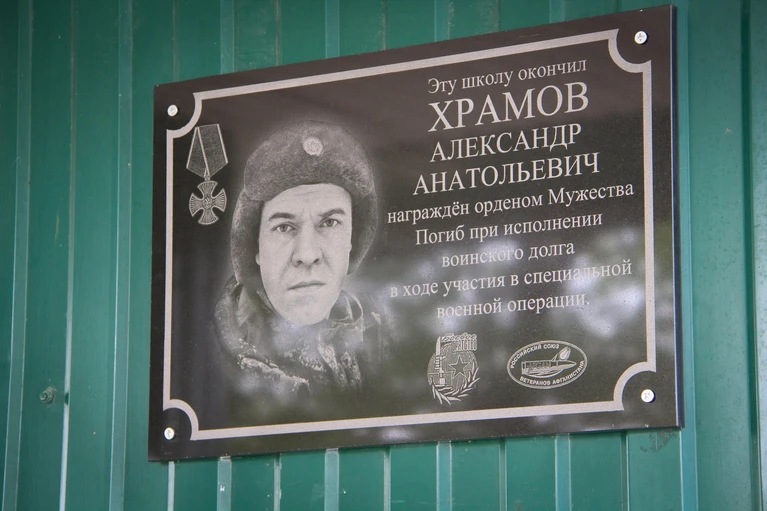 Эту школу окончил
ХРАМОВ
АЛЕКСАНДР
АНАТОЛЬЕВИЧ
награждён орденом Мужества
Погиб при исполнении
воинского долга
в ходе участия в специальной
военной операции.
РОССИЙСКИЙ СОЮЗ
ВЕТЕРАНОВ АФГАНИСТАНА